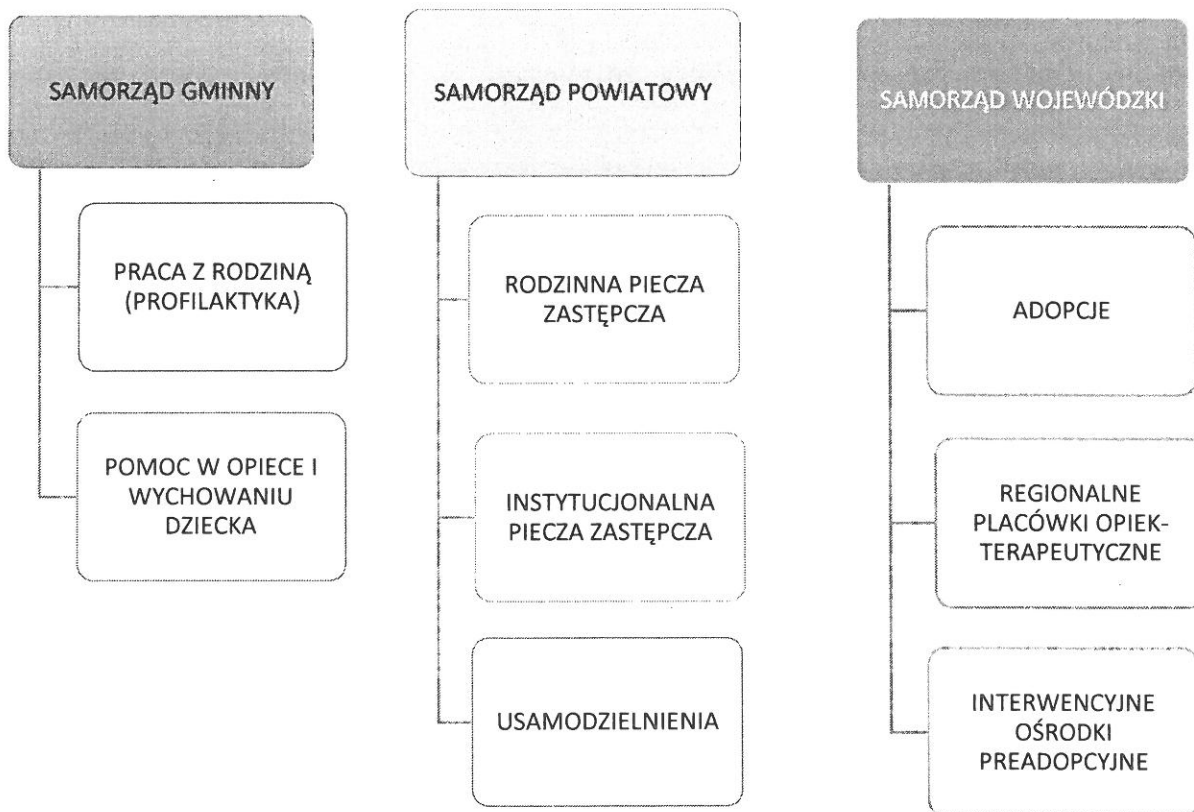 SAMORZĄD GMINNY
PRACA Z RODZINĄ
(PROFILAKTYKA)
POMOC W OPIECE I
WYCHOWANIU
DZIECKA
SAMORZĄD POWIATOWY
RODZINNA PIECZA
ZASTĘPCZA
INSTYTUCJONALNA
PIECZA ZASTĘPCZA
USAMODZIELNIENIA
SAMORZĄD WOJEWÓDZKI
ADOPCJE
REGIONALNE
PLACÓWKI OPIEK-
TERAPEUTYCZNE
INTERWENCYJNE
OŚRODKI
PREADOPCYJNE